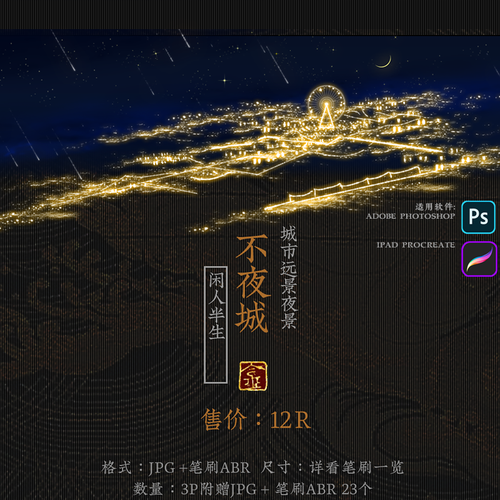 适用软件:
ADOBE PHOTOSHOP
Ps
IPAD PROCREATE
城市远景夜景
不夜城
闲人半生
售价：12R
格式：JPG+笔刷ABR 尺寸：详看笔刷一览
数量：3P附赠JPG + 笔刷ABR 23个